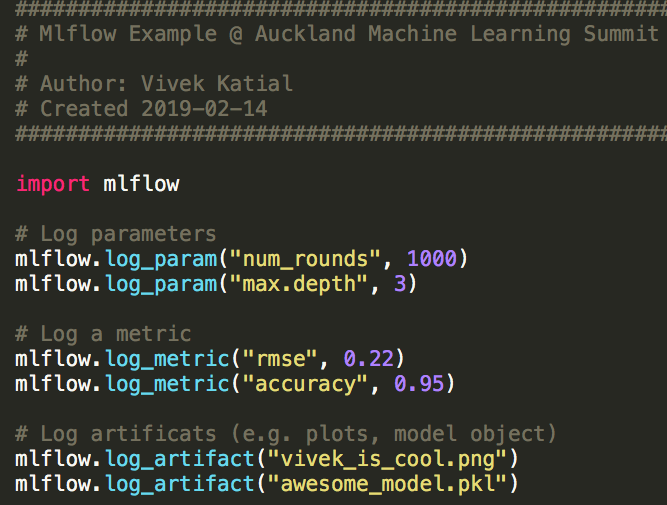 ####################################################
# Mlflow Example @ Auckland Machine Learning Summit
#
# Author: Vivek Katial
# Created 2019-02-14
####################################################
import mlflow
# Log parameters
mlflow.log_param("num_rounds", 1000)
mlflow.log_param("max.depth", 3)
# Log a metric
mlflow.log_metric("rmse", 0.22)
mlflow.log_metric("accuracy", 0.95)
# Log artificats (e.g. plots, model object)
mlflow.log_artifact("vivek_is_cool.png")
mlflow.log_artifact("awesome_model.pkl")